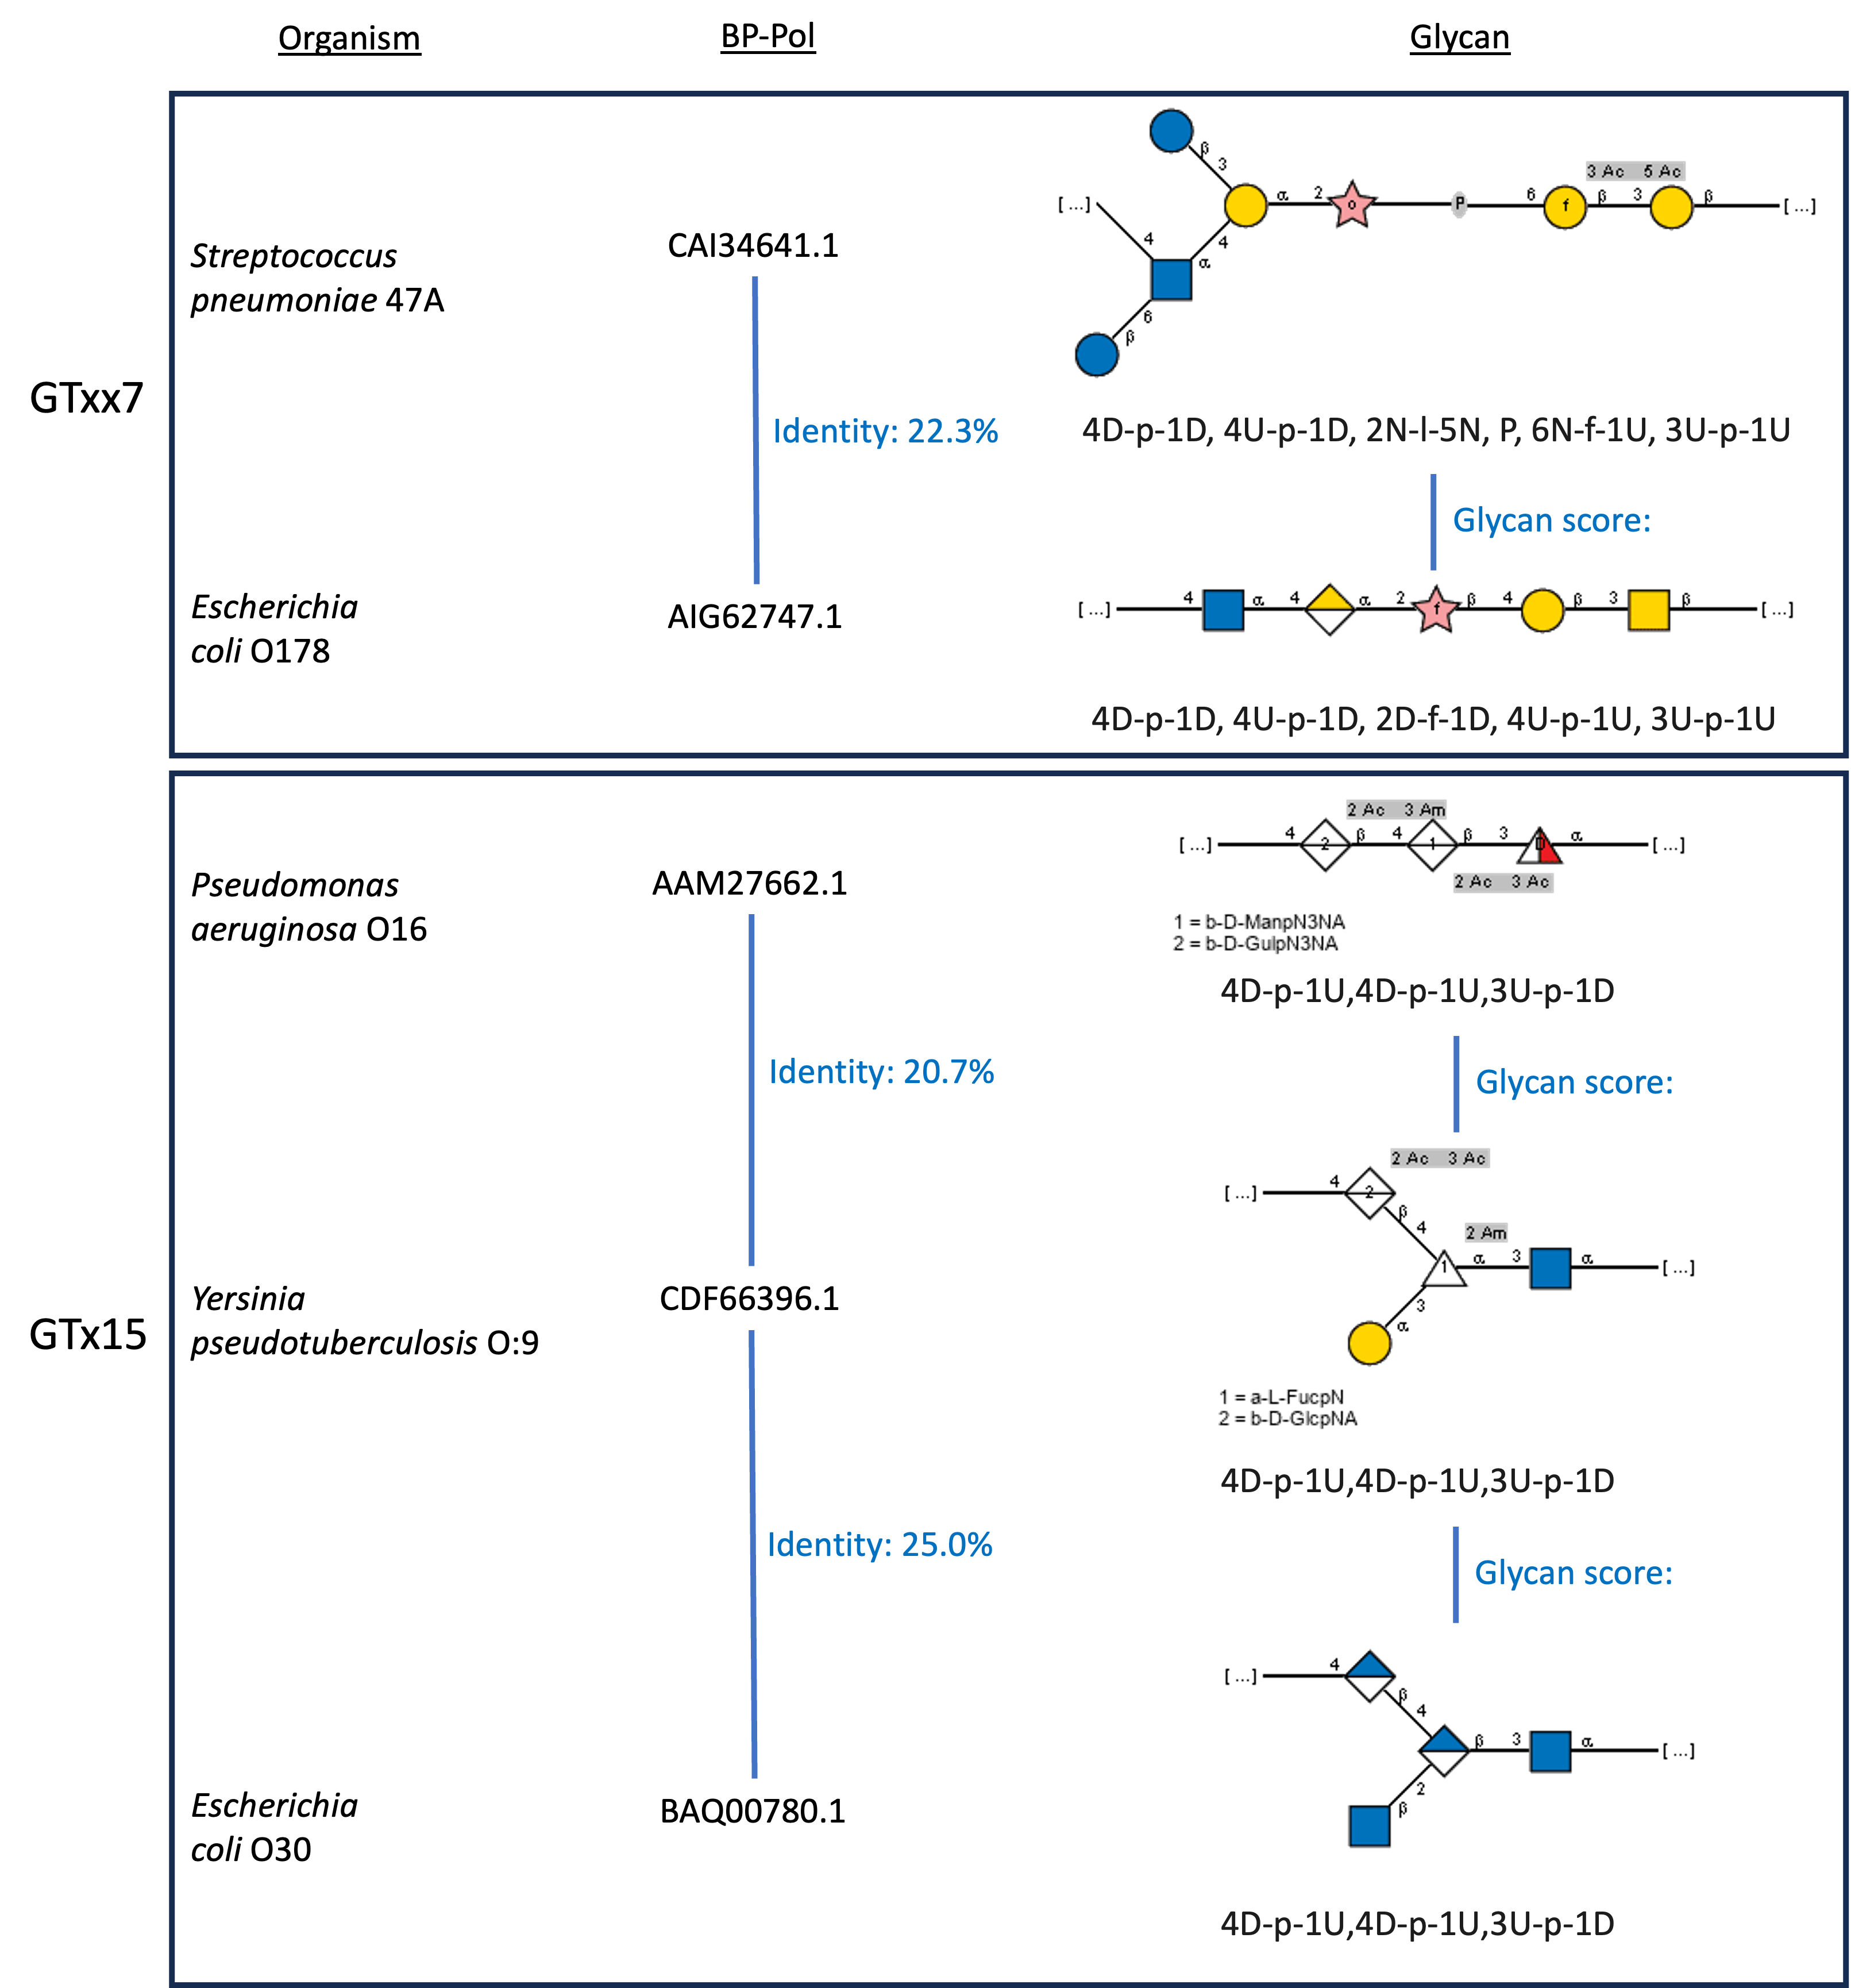 Organism BP-Pol Glycan
GTxx7
Streptococcus
pneumoniae 47A
CAI34641.1
β 3
[...] 4 α 2 o P 6 f β 3 β [...]
3 Ac 5 Ac
4 α
6 β
Identity: 22.3%
4D-p-1D, 4U-p-1D, 2N-l-5N, P, 6N-f-1U, 3U-p-1U
Glycan score:
Escherichia
coli O178
AIG62747.1
[...] 4 α 4 α 2 f β 4 β 3 β [...]
4D-p-1D, 4U-p-1D, 2D-f-1D, 4U-p-1U, 3U-p-1U
GTx15
Pseudomonas
aeruginosa O16
AAM27662.1
2 Ac 3 Am
[...] 4 2 β 4 1 β 3 D α [...]
2 Ac 3 Ac
1 = b-D-ManpN3NA
2 = b-D-GulpN3NA
4D-p-1U,4D-p-1U,3U-p-1D
Identity: 20.7%
Glycan score:
Yersinia
pseudotuberculosis O:9
CDF66396.1
2 Ac 3 Ac
[...] 4 2
β 4
2 Am
1 α 3 α [...]
3 α
1 = a-L-FucpN
2 = b-D-GlcpNA
4D-p-1U,4D-p-1U,3U-p-1D
Identity: 25.0%
Glycan score:
Escherichia
coli O30
BAQ00780.1
[...] 4
β 4
β 3 α [...]
2 β
4D-p-1U,4D-p-1U,3U-p-1D